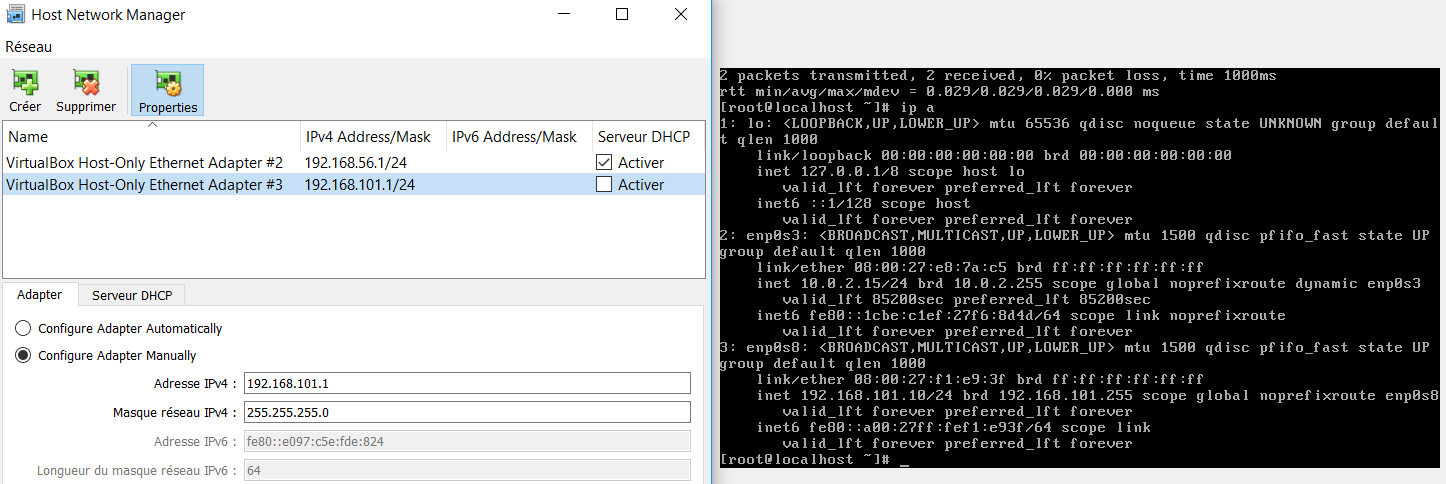 Host Network Manager
Réseau
Créer Supprimer Properties
Name IPv4 Address/Mask IPv6 Address/Mask Serveur DHCP
VirtualBox Host-Only Ethernet Adapter #2 192.168.56.1/24 Activer
VirtualBox Host-Only Ethernet Adapter #3 192.168.101.1/24 Activer
Adapter Serveur DHCP
Configure Adapter Automatically
Configure Adapter Manually
Adresse IPv4 : 192.168.101.1
Masque réseau IPv4 : 255.255.255.0
Adresse IPv6 : fe80::e097:c5e:fde:824
Longueur du masque réseau IPv6 : 64
2 packets transmitted, 2 received, 0% packet loss, time 1000ms
rtt min/avg/max/mdev = 0.029/0.029/0.029/0.000 ms
[root@localhost ~]# ip a
1: lo: <LOOPBACK,UP,LOWER_UP> mtu 65536 qdisc noqueue state UNKNOWN group defaul
t qlen 1000
link/loopback 00:00:00:00:00:00 brd 00:00:00:00:00:00
inet 127.0.0.1/8 scope host lo
valid_lft forever preferred_lft forever
inet6 ::1/128 scope host
valid_lft forever preferred_lft forever
2: enp0s3: <BROADCAST,MULTICAST,UP,LOWER_UP> mtu 1500 qdisc pfifo_fast state UP
group default qlen 1000
link/ether 08:00:27:e8:7a:c5 brd ff:ff:ff:ff:ff:ff
inet 10.0.2.15/24 brd 10.0.2.255 scope global noprefixroute dynamic enp0s3
valid_lft 85200sec preferred_lft 85200sec
inet6 fe80::1cbe:c1ef:27f6:8d4d/64 scope link noprefixroute
valid_lft forever preferred_lft forever
3: enp0s8: <BROADCAST,MULTICAST,UP,LOWER_UP> mtu 1500 qdisc pfifo_fast state UP
group default qlen 1000
link/ether 08:00:27:f1:e9:3f brd ff:ff:ff:ff:ff:ff
inet 192.168.101.10/24 brd 192.168.101.255 scope global noprefixroute enp0s8
valid_lft forever preferred_lft forever
inet6 fe80::a00:27ff:fef1:e93f/64 scope link
valid_lft forever preferred_lft forever
[root@localhost ~]# _